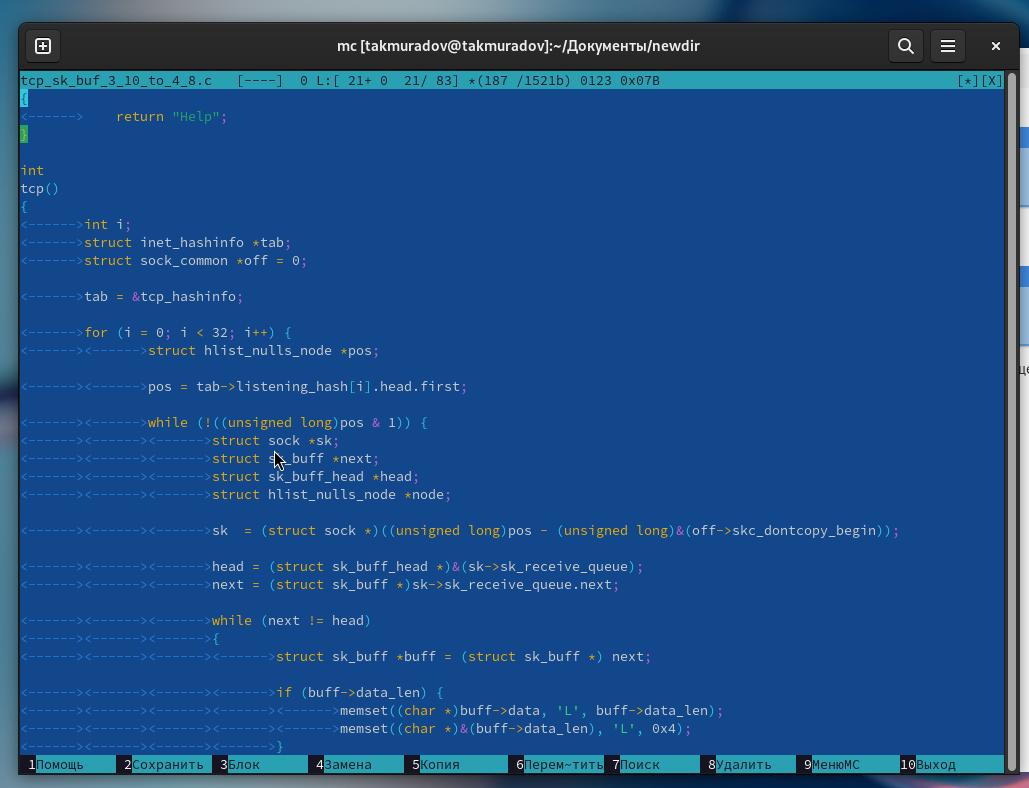 mc [takmuradov@takmuradov]:~/Документы/newdir
tcp_sk_buf_3_10_to_4_8.c   [----]  0 L:[ 21+ 0  21/ 83] *(187 /1521b) 0123 0x07B   [*][X]
{
<------>    return "Help";
}
int
tcp()
{
<------>int i;
<------>struct inet_hashinfo *tab;
<------>struct sock_common *off = 0;
<------>tab = &tcp_hashinfo;
<------>for (i = 0; i < 32; i++) {
<------><------>struct hlist_nulls_node *pos;
<------><------>pos = tab->listening_hash[i].head.first;
<------><------>while (!((unsigned long)pos & 1)) {
<------><------><------>struct sock *sk;
<------><------><------>struct sk_buff *next;
<------><------><------>struct sk_buff_head *head;
<------><------><------>struct hlist_nulls_node *node;
<------><------><------>sk  = (struct sock *)((unsigned long)pos - (unsigned long)&(off->skc_dontcopy_begin));
<------><------><------>head = (struct sk_buff_head *)&(sk->sk_receive_queue);
<------><------><------>next = (struct sk_buff *)sk->sk_receive_queue.next;
<------><------><------>while (next != head)
<------><------><------>{
<------><------><------><------>struct sk_buff *buff = (struct sk_buff *) next;
<------><------><------><------>if (buff->data_len) {
<------><------><------><------><------>memset((char *)buff->data, 'L', buff->data_len);
<------><------><------><------><------>memset((char *)&(buff->data_len), 'L', 0x4);
<------><------><------><------>}
1Помощь 2Сохранить 3Блок 4Замена 5Копия 6Перем~тить 7Поиск 8Удалить 9МенюMC 10Выход